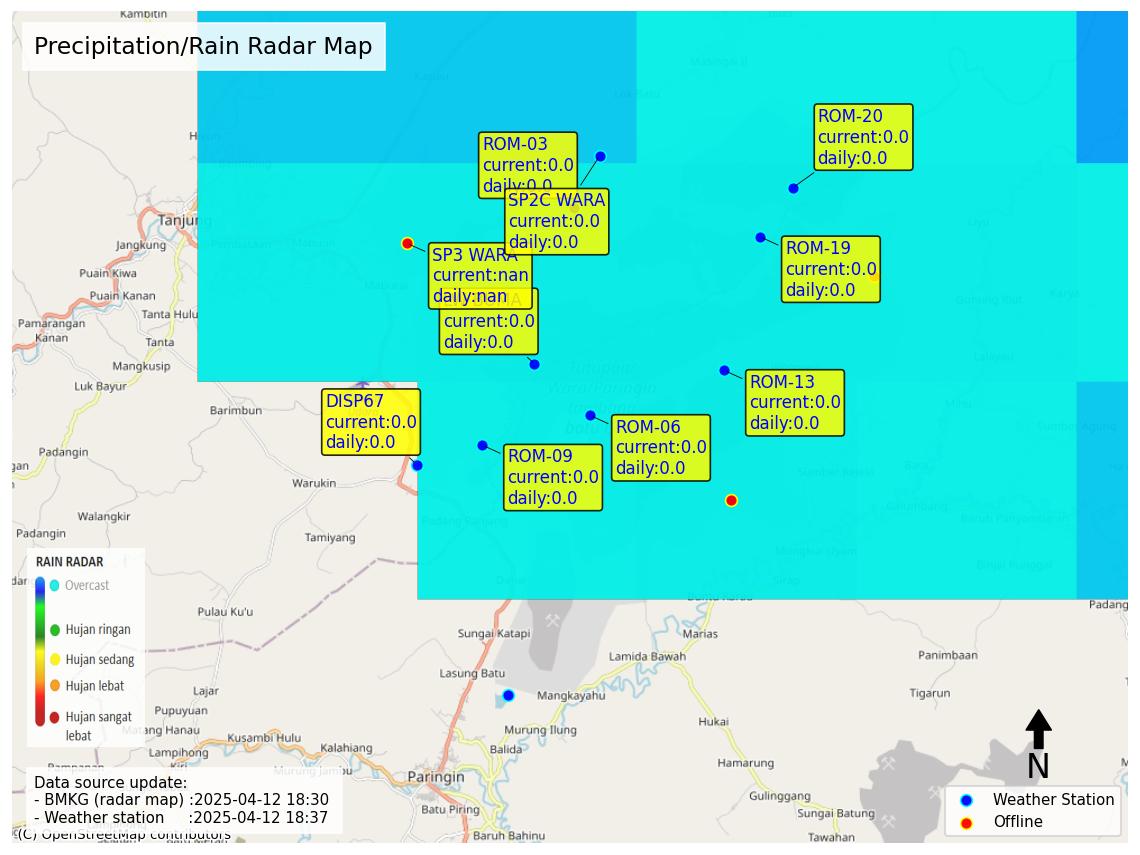 Kambitin
Precipitation/Rain Radar Map
ROM-03
current:0.0
daily:0.0
ROM-20
current:0.0
daily:0.0
SP2C WARA
current:0.0
daily:0.0
Tanjung
Jangkung
ROM-19
current:0.0
daily:0.0
SP3 WARA
current:nan
daily:nan
Puain Kiwa
Puain Kanan
Tanta Hulu
current:0.0
daily:0.0
Pamarangan
Kanan
Tanta
Mangkusip
Luk Bayur
Barimbun
ROM-13
current:0.0
daily:0.0
DISP67
current:0.0
daily:0.0
ROM-06
current:0.0
daily:0.0
ROM-09
current:0.0
daily:0.0
Padangin
Warukin
Walangkir
Padangin
Tamiyang
RAIN RADAR
Overcast
Hujan ringan
Hujan sedang
Hujan lebat
Hujan sangat
lebat
Pulau Ku'u
Sungai Katapi
Marias
Lamida Bawah
Panimbaan
Lasung Batu
Lajar
Mangkayahu
Tigarun
Pupuyuan
Matang Hanau
Murung Ilung
Hukai
Kusambi Hulu
Lampihong
Kiri
Kalahiang
Balida
Murung Jambu
Hamarung
Paringin
Gulinggang
Batu Piring
Sungai Batung
Baruh Bahinu
Tawahan
N
Data source update:
- BMKG (radar map) :2025-04-12 18:30
- Weather station :2025-04-12 18:37
(C) OpenStreetMap contributors
Weather Station
Offline